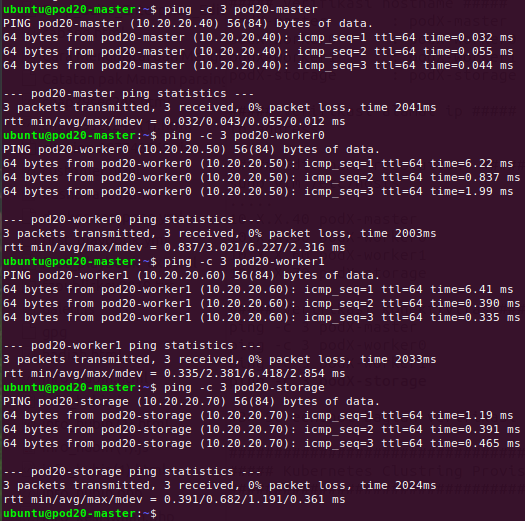 ubuntu@pod20-master:~$ ping -c 3 pod20-master
PING pod20-master (10.20.20.40) 56(84) bytes of data.
64 bytes from pod20-master (10.20.20.40): icmp_seq=1 ttl=64 time=0.032 ms
64 bytes from pod20-master (10.20.20.40): icmp_seq=2 ttl=64 time=0.055 ms
64 bytes from pod20-master (10.20.20.40): icmp_seq=3 ttl=64 time=0.044 ms

--- pod20-master ping statistics ---
3 packets transmitted, 3 received, 0% packet loss, time 2041ms
rtt min/avg/max/mdev = 0.032/0.043/0.055/0.012 ms
ubuntu@pod20-master:~$ ping -c 3 pod20-worker0
PING pod20-worker0 (10.20.20.50) 56(84) bytes of data.
64 bytes from pod20-worker0 (10.20.20.50): icmp_seq=1 ttl=64 time=6.22 ms
64 bytes from pod20-worker0 (10.20.20.50): icmp_seq=2 ttl=64 time=0.837 ms
64 bytes from pod20-worker0 (10.20.20.50): icmp_seq=3 ttl=64 time=1.99 ms

--- pod20-worker0 ping statistics ---
3 packets transmitted, 3 received, 0% packet loss, time 2003ms
rtt min/avg/max/mdev = 0.837/3.021/6.227/2.316 ms
ubuntu@pod20-master:~$ ping -c 3 pod20-worker1
PING pod20-worker1 (10.20.20.60) 56(84) bytes of data.
64 bytes from pod20-worker1 (10.20.20.60): icmp_seq=1 ttl=64 time=6.41 ms
64 bytes from pod20-worker1 (10.20.20.60): icmp_seq=2 ttl=64 time=0.390 ms
64 bytes from pod20-worker1 (10.20.20.60): icmp_seq=3 ttl=64 time=0.335 ms

--- pod20-worker1 ping statistics ---
3 packets transmitted, 3 received, 0% packet loss, time 2033ms
rtt min/avg/max/mdev = 0.335/2.381/6.418/2.854 ms
ubuntu@pod20-master:~$ ping -c 3 pod20-storage
PING pod20-storage (10.20.20.70) 56(84) bytes of data.
64 bytes from pod20-storage (10.20.20.70): icmp_seq=1 ttl=64 time=1.19 ms
64 bytes from pod20-storage (10.20.20.70): icmp_seq=2 ttl=64 time=0.391 ms
64 bytes from pod20-storage (10.20.20.70): icmp_seq=3 ttl=64 time=0.465 ms

--- pod20-storage ping statistics ---
3 packets transmitted, 3 received, 0% packet loss, time 2024ms
rtt min/avg/max/mdev = 0.391/0.682/1.191/0.361 ms
ubuntu@pod20-master:~$